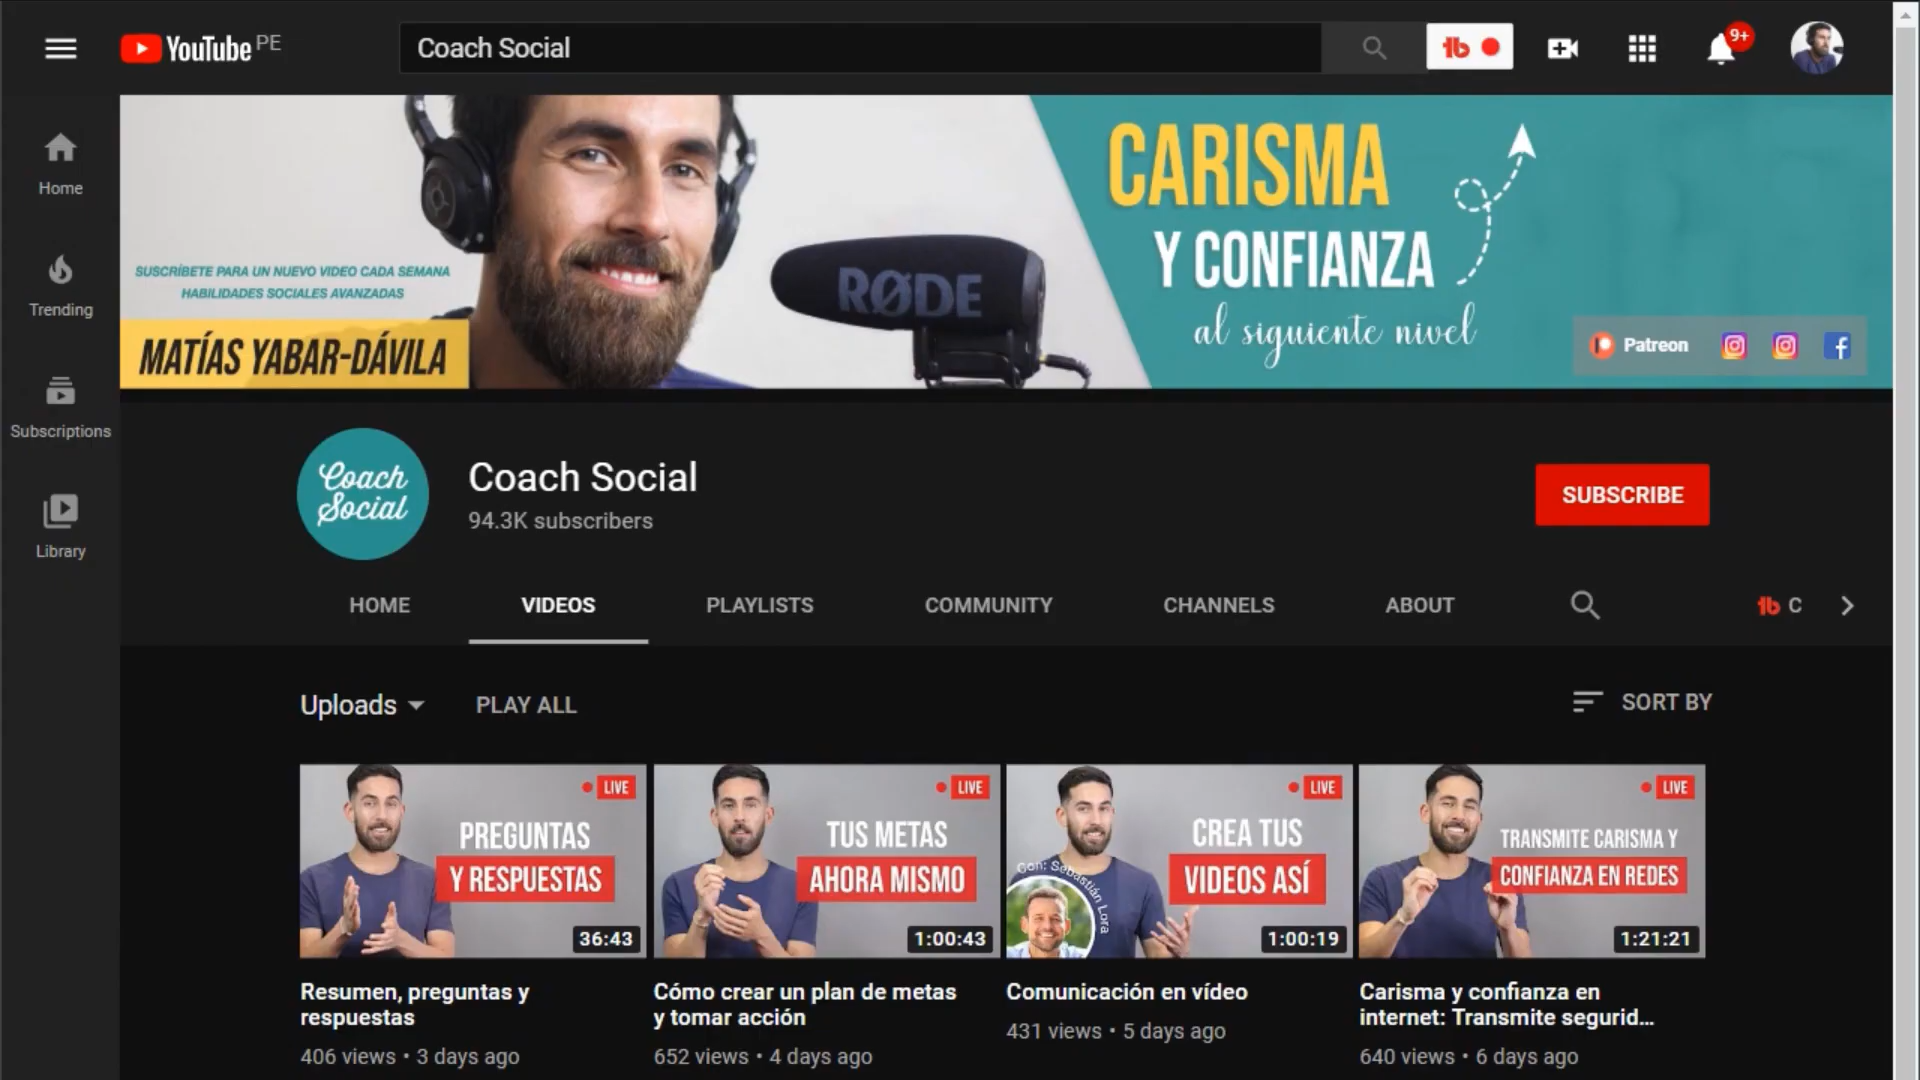 YouTube PE
Coach Social
9+
Home
Trending
Subscriptions
Library
SUSCRÍBETE PARA UN NUEVO VIDEO CADA SEMANA
HABILIDADES SOCIALES AVANZADAS
MATÍAS YABAR-DÁVILA
RØDE
CARISMA
Y CONFIANZA
al siguiente nivel
Patreon
Coach
Social
Coach Social
94.3K subscribers
SUBSCRIBE
HOME VIDEOS PLAYLISTS COMMUNITY CHANNELS ABOUT C
Uploads PLAY ALL SORT BY
LIVE
PREGUNTAS
Y RESPUESTAS
36:43
Resumen, preguntas y
respuestas
406 views • 3 days ago
LIVE
TUS METAS
AHORA MISMO
1:00:43
Cómo crear un plan de metas
y tomar acción
652 views • 4 days ago
LIVE
CREA TUS
VIDEOS ASÍ
Con: Sebastián Lora
1:00:19
Comunicación en vídeo
431 views • 5 days ago
LIVE
TRANSMITE CARISMA Y
CONFIANZA EN REDES
1:21:21
Carisma y confianza en
internet: Transmite segurid...
640 views • 6 days ago